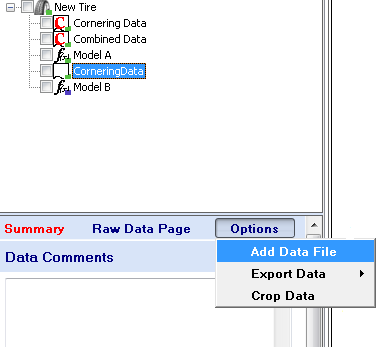 New Tire
Cornering Data
Combined Data
Model A
CorneringData
Model B
Summary Raw Data Page Options
Add Data File
Data Comments
Export Data
Crop Data